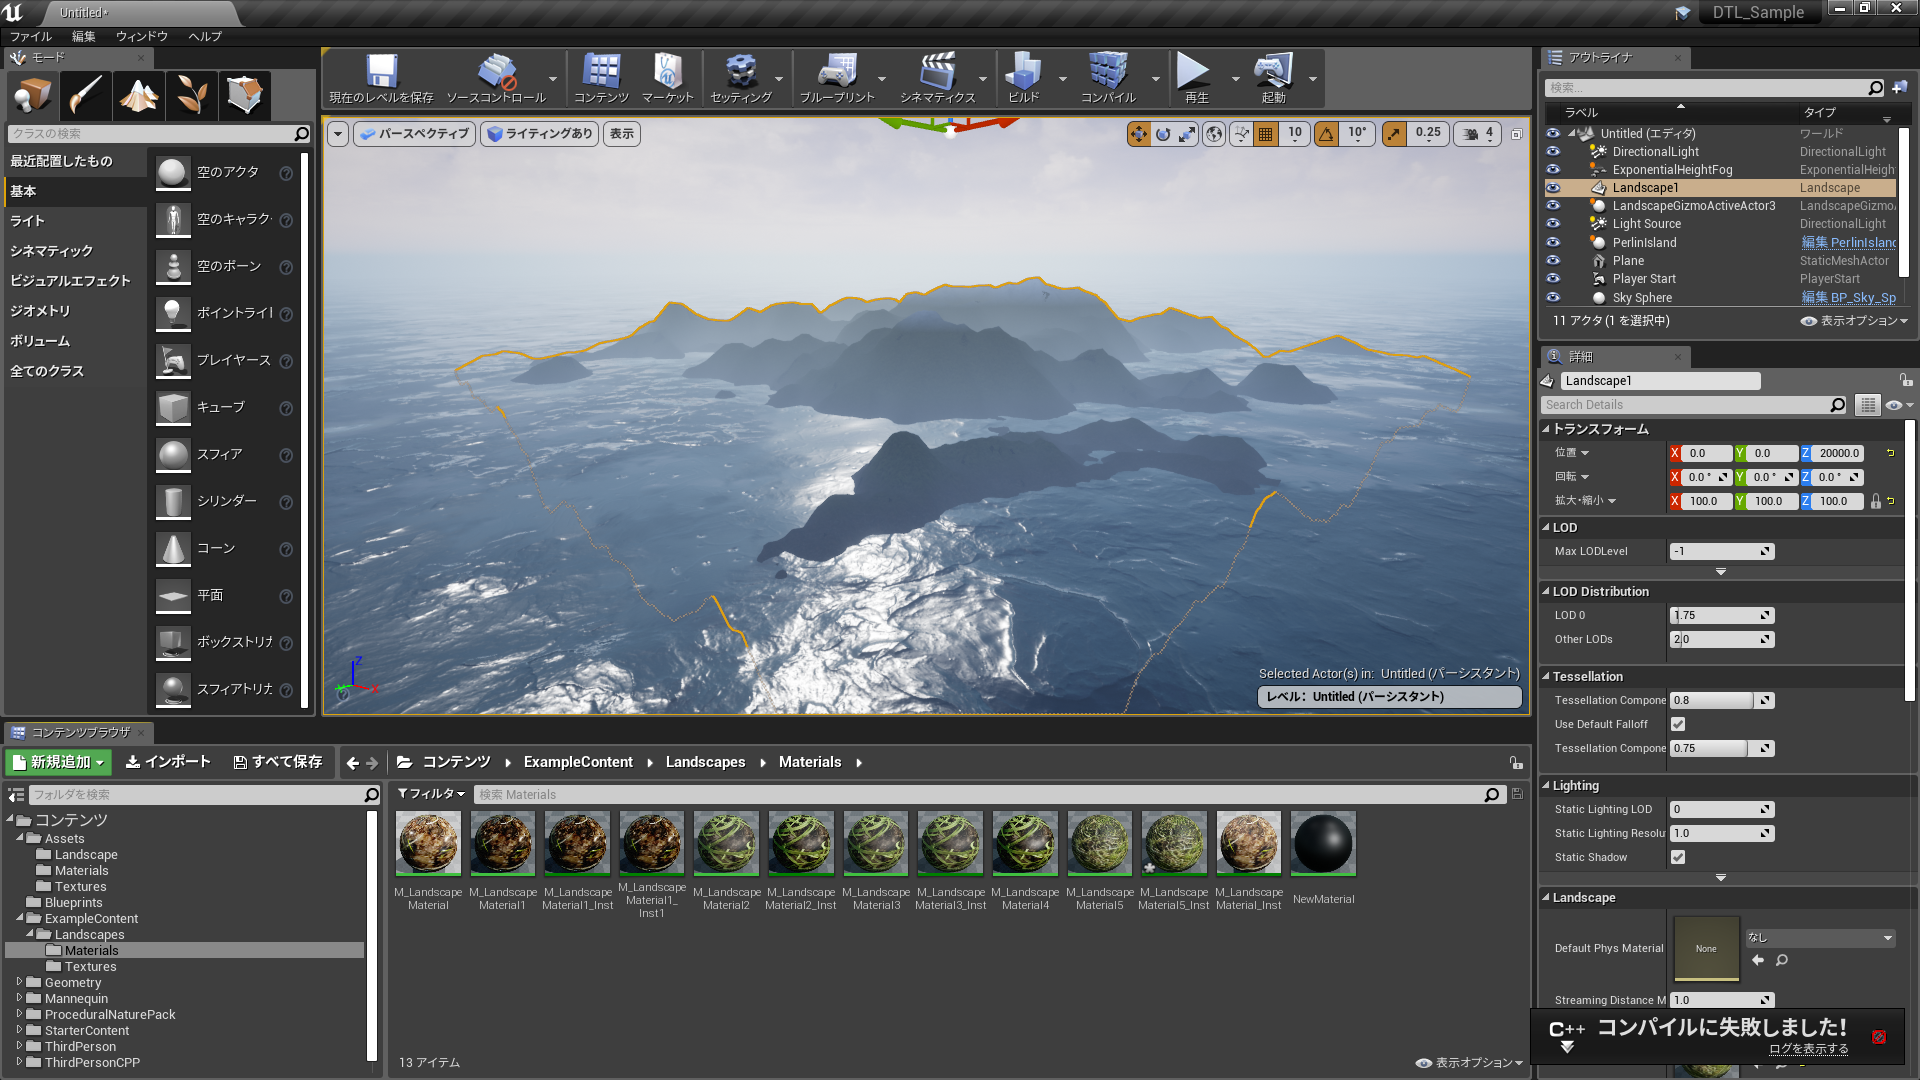 Untitled*
DTL_Sample
ファイル 編集 ウィンドウ ヘルプ
モード
クラスの検索
最近配置したもの
基本
ライト
シネマティック
ビジュアルエフェクト
ジオメトリ
ボリューム
全てのクラス
空のアクタ
空のキャラク
空のポーン
ポイントライト
プレイヤース
キューブ
スフィア
シリンダー
コーン
平面
ボックストリガ
スフィアトリガ
現在のレベルを保存 ソースコントロール コンテンツ マーケット セッティング ブループリント シネマティクス ビルド コンパイル 再生 起動
パースペクティブ ライティングあり 表示
10 10° 0.25 4
Z
X
Selected Actor(s) in: Untitled (パーシスタント)
レベル: Untitled (パーシスタント)
アウトライナ
検索...
ラベル タイプ
Untitled (エディタ) ワールド
DirectionalLight DirectionalLight
ExponentialHeightFog ExponentialHeigh
Landscape1 Landscape
LandscapeGizmoActiveActor3 LandscapeGizmo
Light Source DirectionalLight
PerlinIsland 編集 PerlinIslanc
Plane StaticMeshActor
Player Start PlayerStart
Sky Sphere 編集 BP_Sky_Sp
11 アクタ (1 を選択中) 表示オプション
詳細
Landscape1
Search Details
トランスフォーム
位置 X 0.0 Y 0.0 Z 20000.0
回転 X 0.0 ° Y 0.0 ° Z 0.0 °
拡大・縮小 X 100.0 Y 100.0 Z 100.0
LOD
Max LODLevel -1
LOD Distribution
LOD 0 1.75
Other LODs 2.0
Tessellation
Tessellation Compone 0.8
Use Default Falloff
Tessellation Compone 0.75
Lighting
Static Lighting LOD 0
Static Lighting Resolu 1.0
Static Shadow
Landscape
Default Phys Material None なし
Streaming Distance M 1.0
C++ コンパイルに失敗しました!
ログを表示する
コンテンツブラウザ
新規追加 インポート すべて保存 コンテンツ ExampleContent Landscapes Materials
フォルダを検索
フィルタ 検索 Materials
コンテンツ
Assets
Landscape
Materials
Textures
Blueprints
ExampleContent
Landscapes
Materials
Textures
Geometry
Mannequin
ProceduralNaturePack
StarterContent
ThirdPerson
ThirdPersonCPP
M_Landscape
Material
M_Landscape
Material1
M_Landscape
Material1_Inst
M_Landscape
Material1_
Inst1
M_Landscape
Material2
M_Landscape
Material2_Inst
M_Landscape
Material3
M_Landscape
Material3_Inst
M_Landscape
Material4
M_Landscape
Material5
M_Landscape
Material5_Inst
M_Landscape
Material_Inst
NewMaterial
13 アイテム
表示オプション